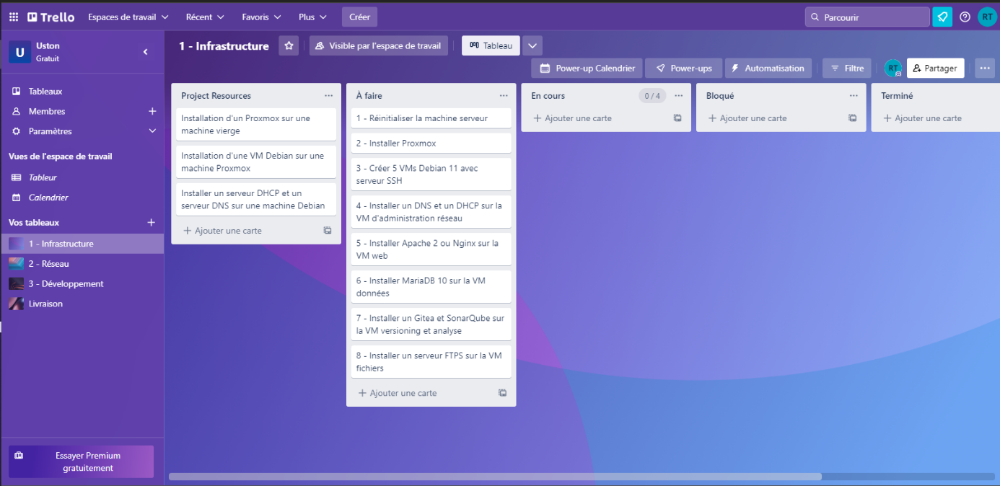 Trello
Espaces de travail
Récent
Favoris
Plus
Créer
Parcourir
RT
U
Uston
Gratuit
1 - Infrastructure
Visible par l'espace de travail
Tableau
Power-up Calendrier
Power-ups
Automatisation
Filtre
RT
Partager
Tableaux
Membres
Paramètres
Vues de l'espace de travail
Tableur
Calendrier
Vos tableaux
1 - Infrastructure
2 - Réseau
3 - Développement
Livraison
Essayer Premium
gratuitement
Project Resources
Installation d'un Proxmox sur une
machine vierge
Installation d'une VM Debian sur une
machine Proxmox
Installer un serveur DHCP et un
serveur DNS sur une machine Debian
Ajouter une carte
À faire
1 - Réinitialiser la machine serveur
2 - Installer Proxmox
3 - Créer 5 VMs Debian 11 avec
serveur SSH
4 - Installer un DNS et un DHCP sur la
VM d'administration réseau
5 - Installer Apache 2 ou Nginx sur la
VM web
6 - Installer MariaDB 10 sur la VM
données
7 - Installer un Gitea et SonarQube sur
la VM versioning et analyse
8 - Installer un serveur FTPS sur la VM
fichiers
Ajouter une carte
En cours
0 / 4
Ajouter une carte
Bloqué
Ajouter une carte
Terminé
Ajouter une carte